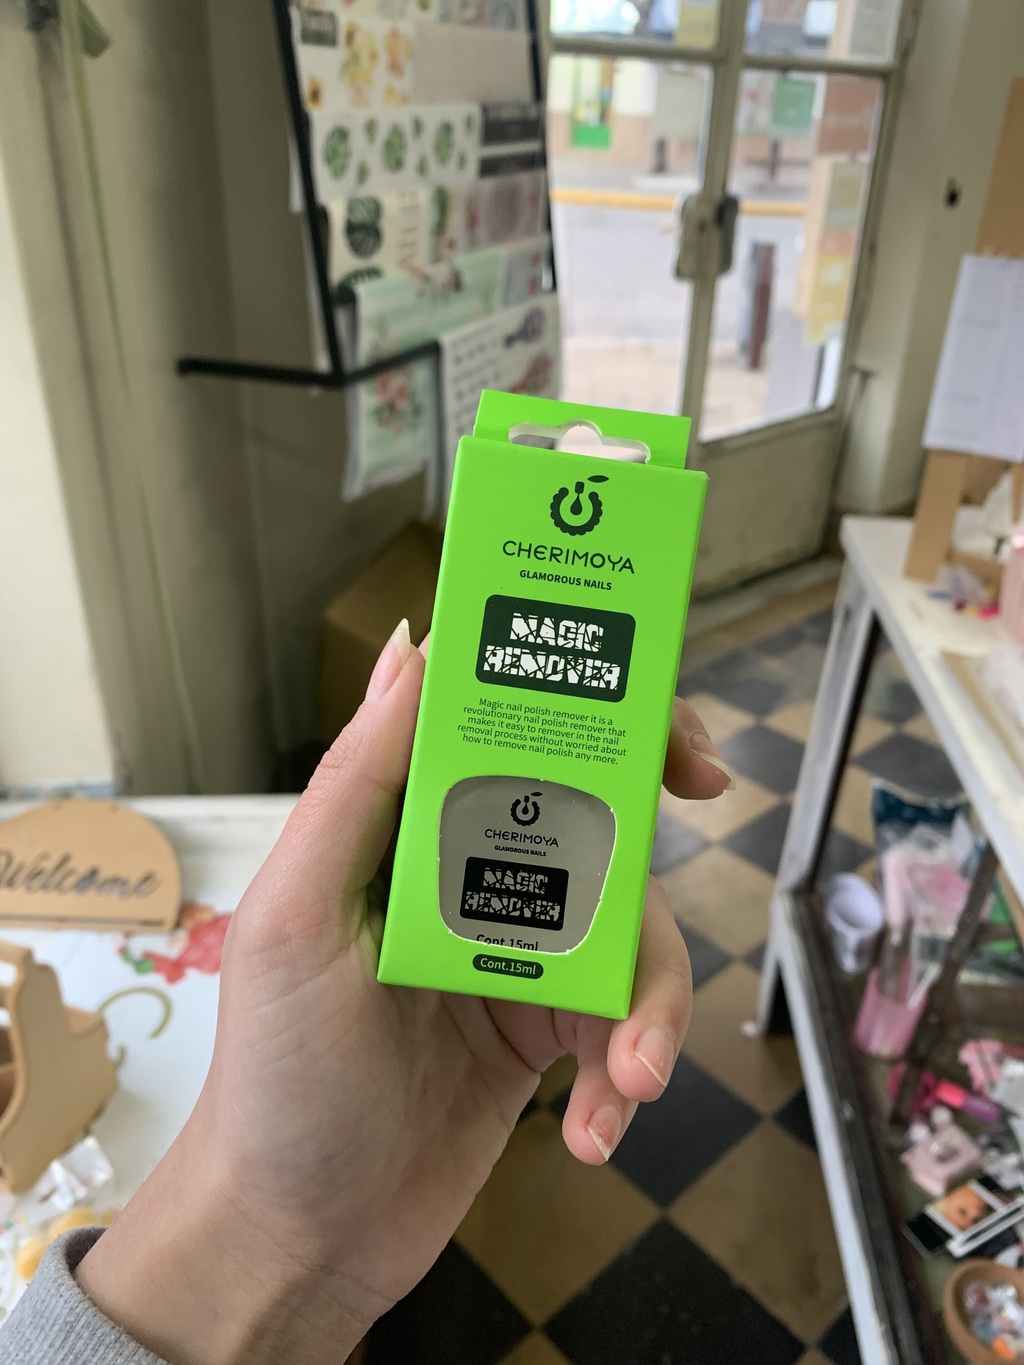 CHERIMOYA
GLAMOROUS NAILS
MAGIC
REMOVER
Magic nail polish remover it is a
revolutionary nail polish remover that
makes it easy to remover in the nail
removal process without worried about
how to remove nail polish any more.
CHERIMOYA
GLAMOROUS NAILS
MAGIC
REMOVER
Cont.15ml
Cont.15ml
Welcome